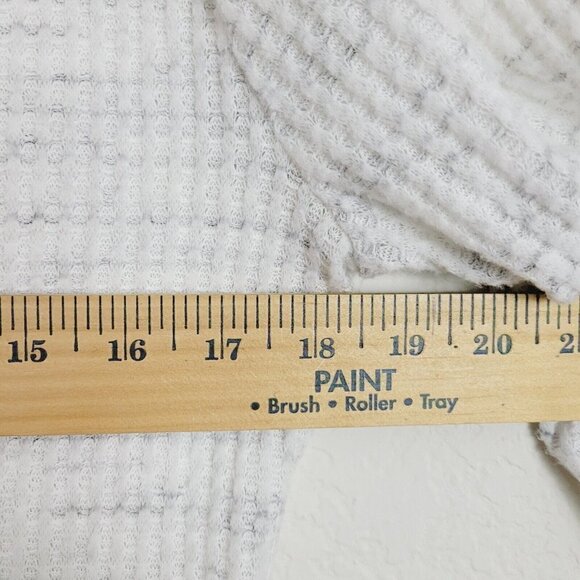 15 16 17 18 19 20 2
PAINT
• Brush • Roller • Tray